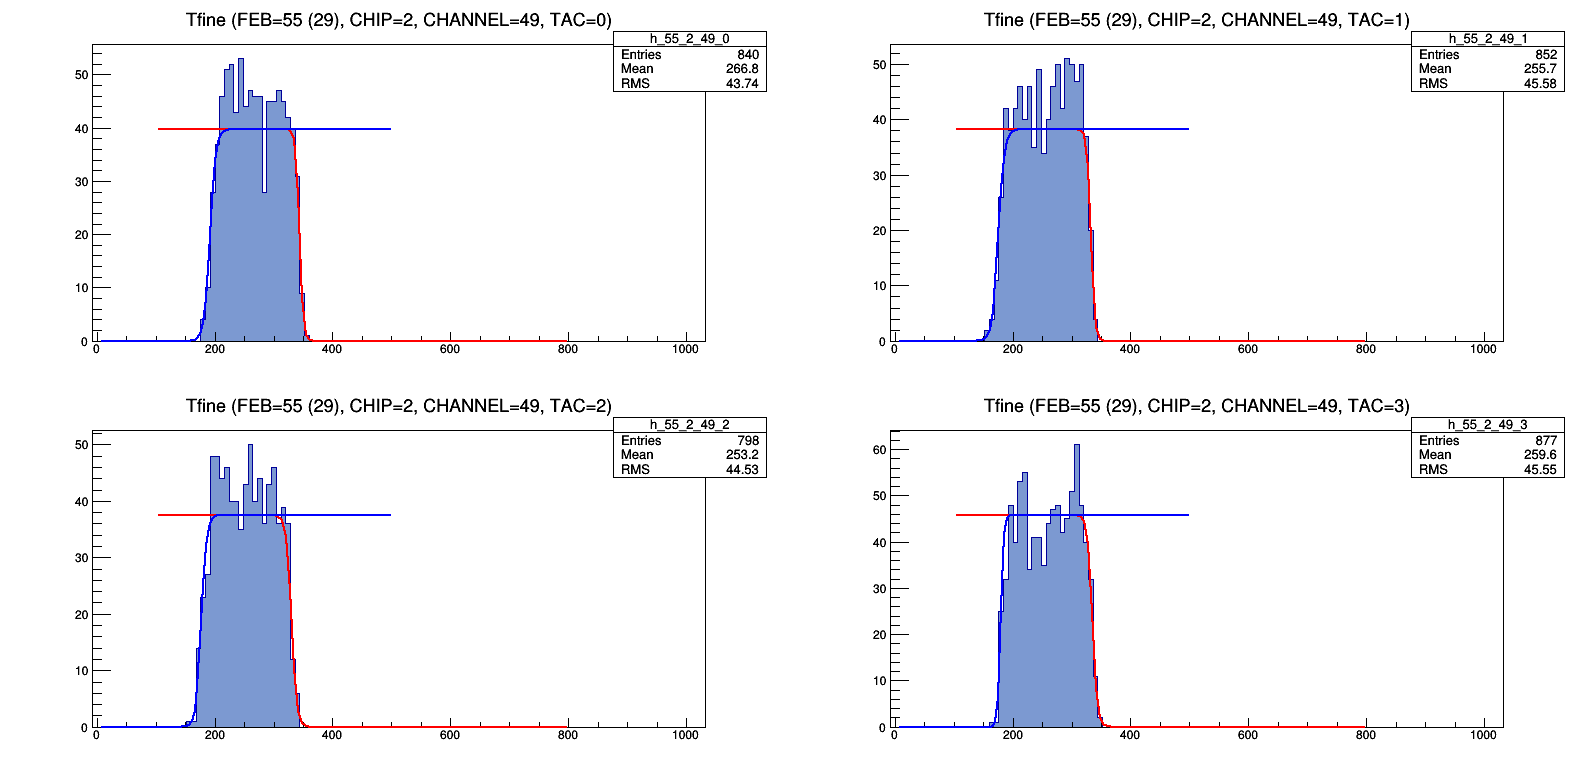 Tfine (FEB=55 (29), CHIP=2, CHANNEL=49, TAC=0)
h_55_2_49_0
Entries 840
Mean 266.8
RMS 43.74
50
40
30
20
10
0
0 200 400 600 800 1000
Tfine (FEB=55 (29), CHIP=2, CHANNEL=49, TAC=1)
h_55_2_49_1
Entries 852
Mean 255.7
RMS 45.58
50
40
30
20
10
0
0 200 400 600 800 1000
Tfine (FEB=55 (29), CHIP=2, CHANNEL=49, TAC=2)
h_55_2_49_2
Entries 798
Mean 253.2
RMS 44.53
50
40
30
20
10
0
0 200 400 600 800 1000
Tfine (FEB=55 (29), CHIP=2, CHANNEL=49, TAC=3)
h_55_2_49_3
Entries 877
Mean 259.6
RMS 45.55
60
50
40
30
20
10
0
0 200 400 600 800 1000